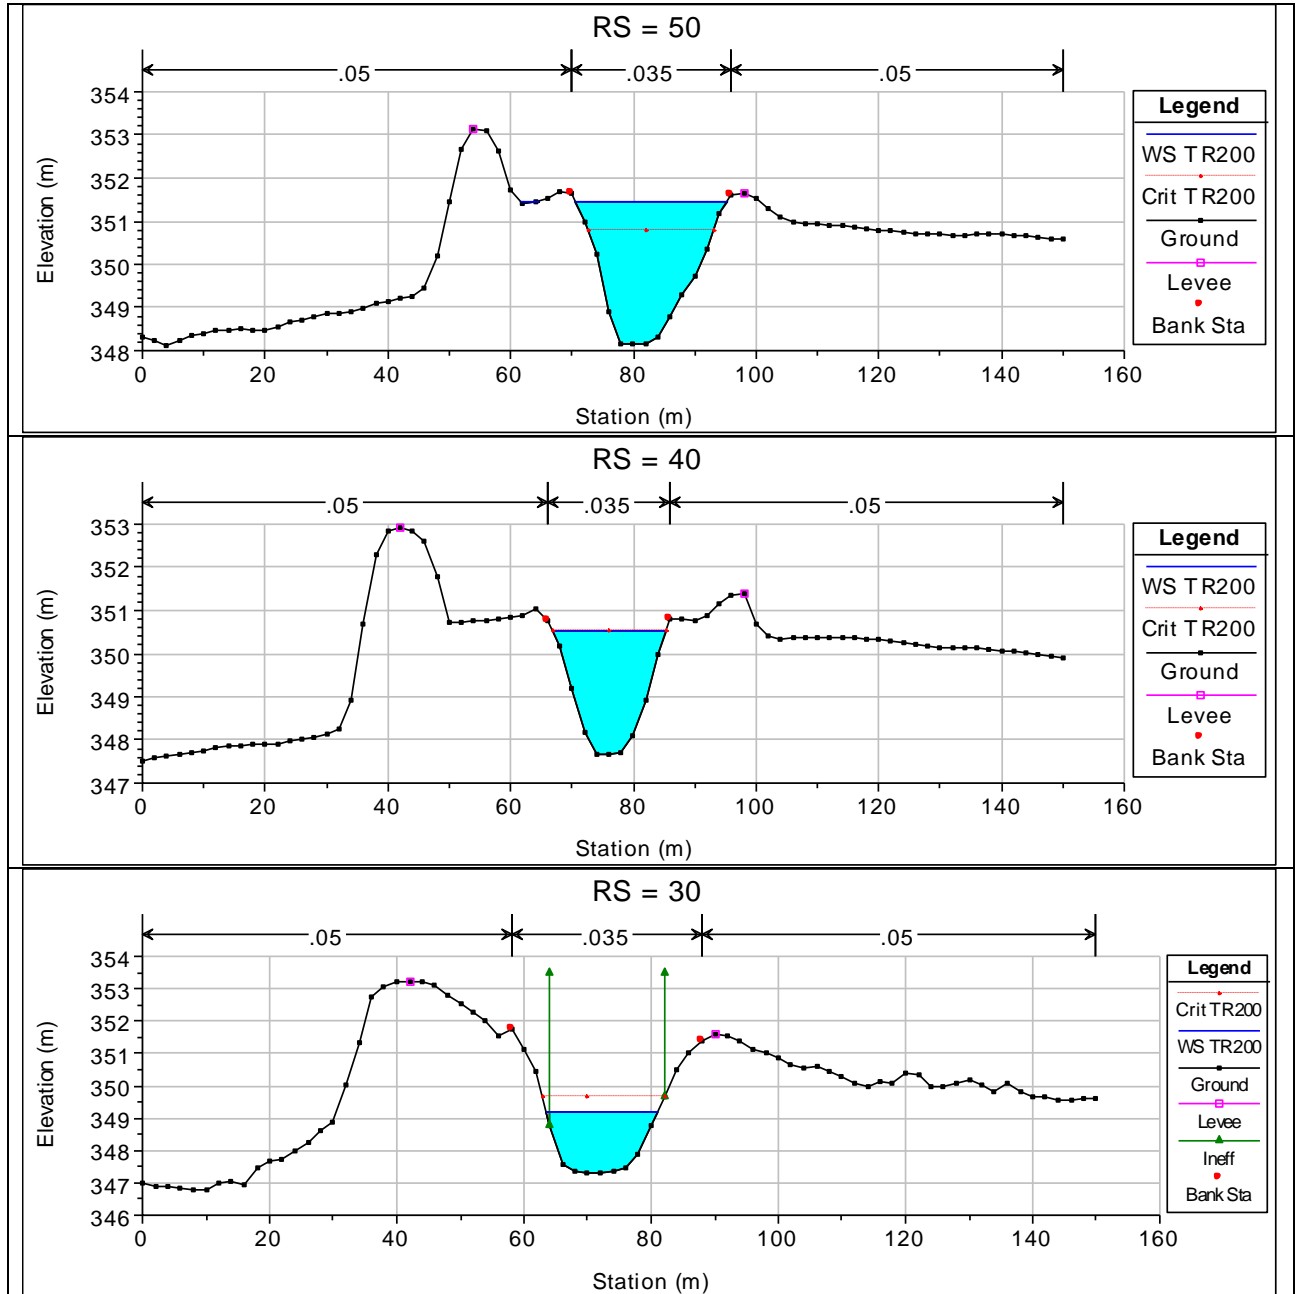 RS = 50
.05 .035 .05
354
353
352
351
350
349
348
0 20 40 60 80 100 120 140 160
Elevation (m)
Station (m)
Legend
WS TR200
Crit TR200
Ground
Levee
Bank Sta
RS = 40
.05 .035 .05
353
352
351
350
349
348
347
0 20 40 60 80 100 120 140 160
Elevation (m)
Station (m)
Legend
WS TR200
Crit TR200
Ground
Levee
Bank Sta
RS = 30
.05 .035 .05
354
353
352
351
350
349
348
347
346
0 20 40 60 80 100 120 140 160
Elevation (m)
Station (m)
Legend
Crit TR200
WS TR200
Ground
Levee
Ineff
Bank Sta